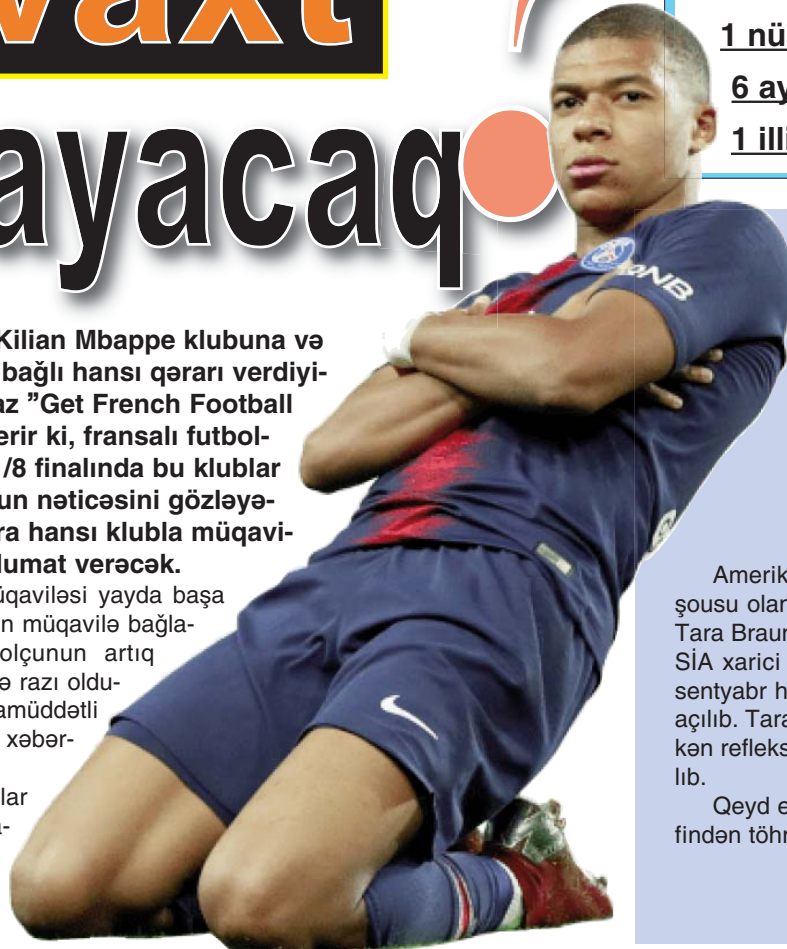 vaxt
ayacaq?
1 nü
6 ay
1 illi
Kilian Mbappe klubuna və
bağlı hansı qərarı verdiyi-
az "Get French Football
erir ki, fransalı futbol-
/8 finalında bu klublar
un nəticəsini gözləyə-
ra hansı klubla müqavi-
lumat verəcək.
qaviləsi yayda başa
n müqavilə bağla-
olçunun artıq
ə razı oldu-
amüddətli
xəbər-
lar
QNB
Amerik
şousu olan
Tara Braun
SİA xarici
sentyabr h
açılıb. Tara
kən refleks
lıb.
Qeyd e
findən töhm